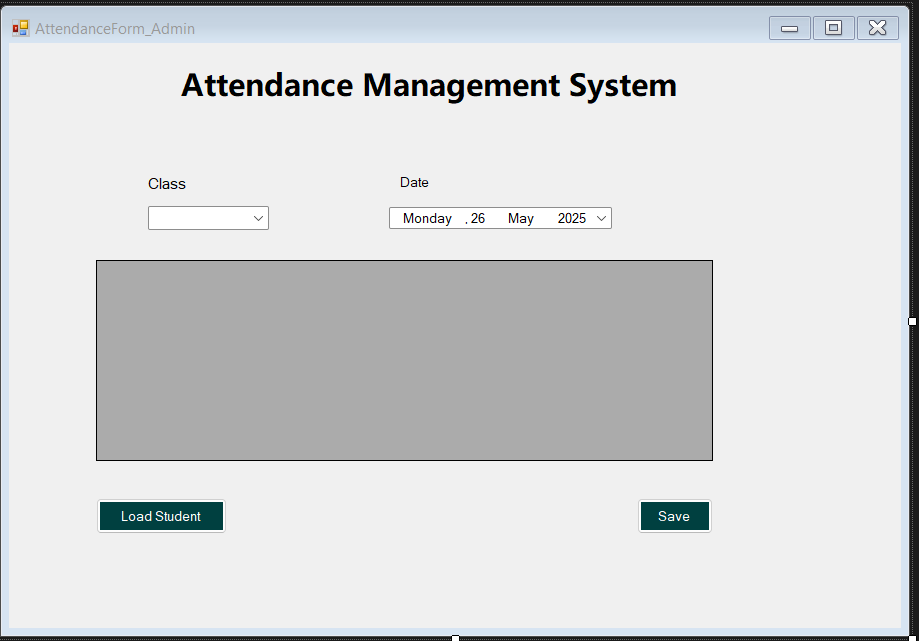 AttendanceForm_Admin
Attendance Management System
Class
Date
Monday , 26 May 2025
Load Student
Save